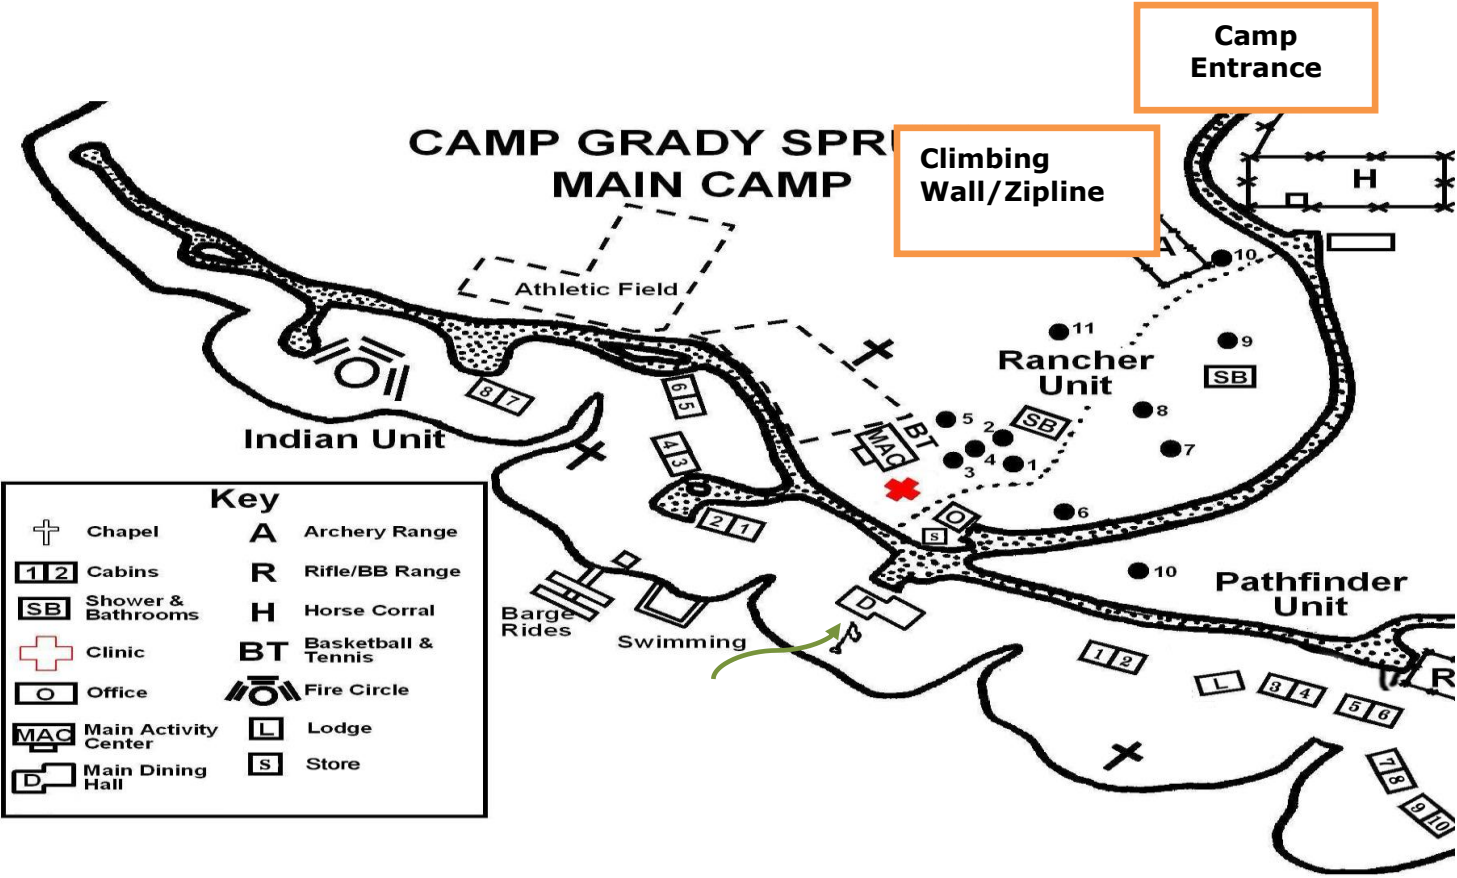 Camp
Entrance
CAMP GRADY SPRU
MAIN CAMP
Climbing
Wall/Zipline
H
A
10
Athletic Field
11
9
Rancher
Unit
SB
8
7
6
5
8 7
5
2
SB
BT
MAC
4
3
1
7
Indian Unit
4
3
6
O
S
2 1
10
Pathfinder
Unit
D
Barge
Rides
Swimming
1 2
L
3 4
5 6
R
7
8
9
10
Key
Chapel
A Archery Range
1 2 Cabins
R Rifle/BB Range
SB Shower &
Bathrooms
H Horse Corral
Clinic
BT Basketball &
Tennis
O Office
Fire Circle
MAC Main Activity
Center
L Lodge
D Main Dining
Hall
S Store